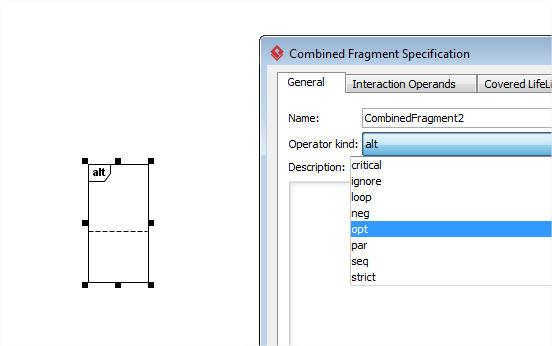 Combined Fragment Specification
General
Interaction Operands
Covered LifeLi
Name:
CombinedFragment2
Operator kind:
alt
Description:
critical
ignore
loop
neg
opt
par
seq
strict
alt